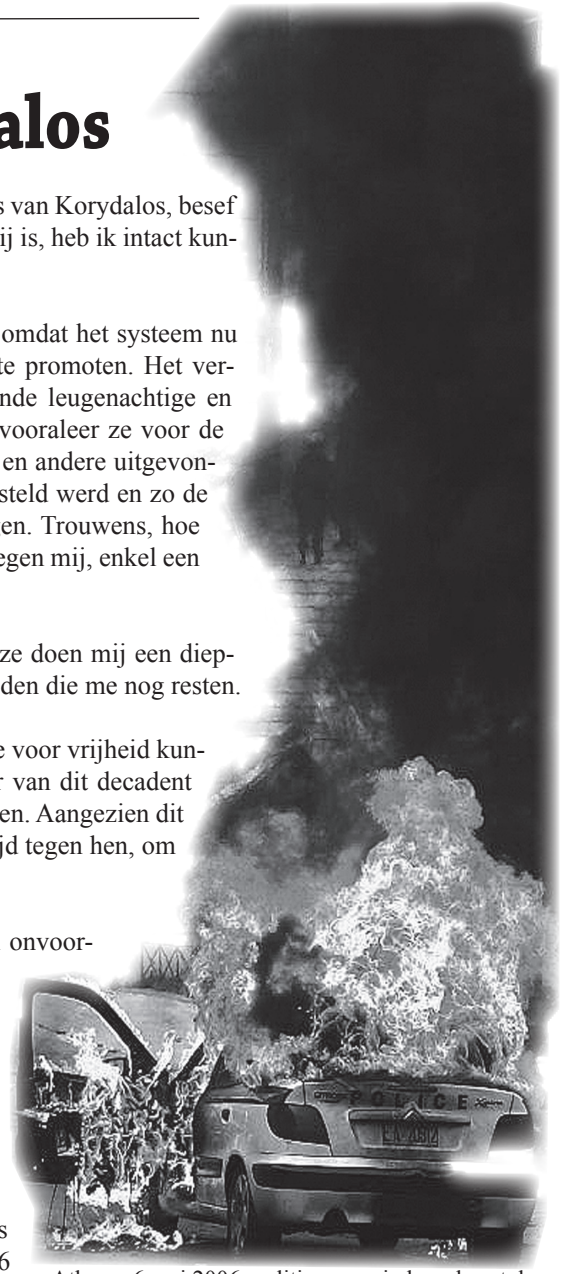 alos
s van Korydalos, besef
ij is, heb ik intact kun-
omdat het systeem nu
te promoten. Het ver-
nde leugenachtige en
vooraleer ze voor de
en andere uitgevon-
steld werd en zo de
gen. Trouwens, hoe
egen mij, enkel een
ze doen mij een diep-
den die me nog resten.
e voor vrijheid kun-
r van dit decadent
en. Aangezien dit
jd tegen hen, om
onvoor-
POLICE
s
6